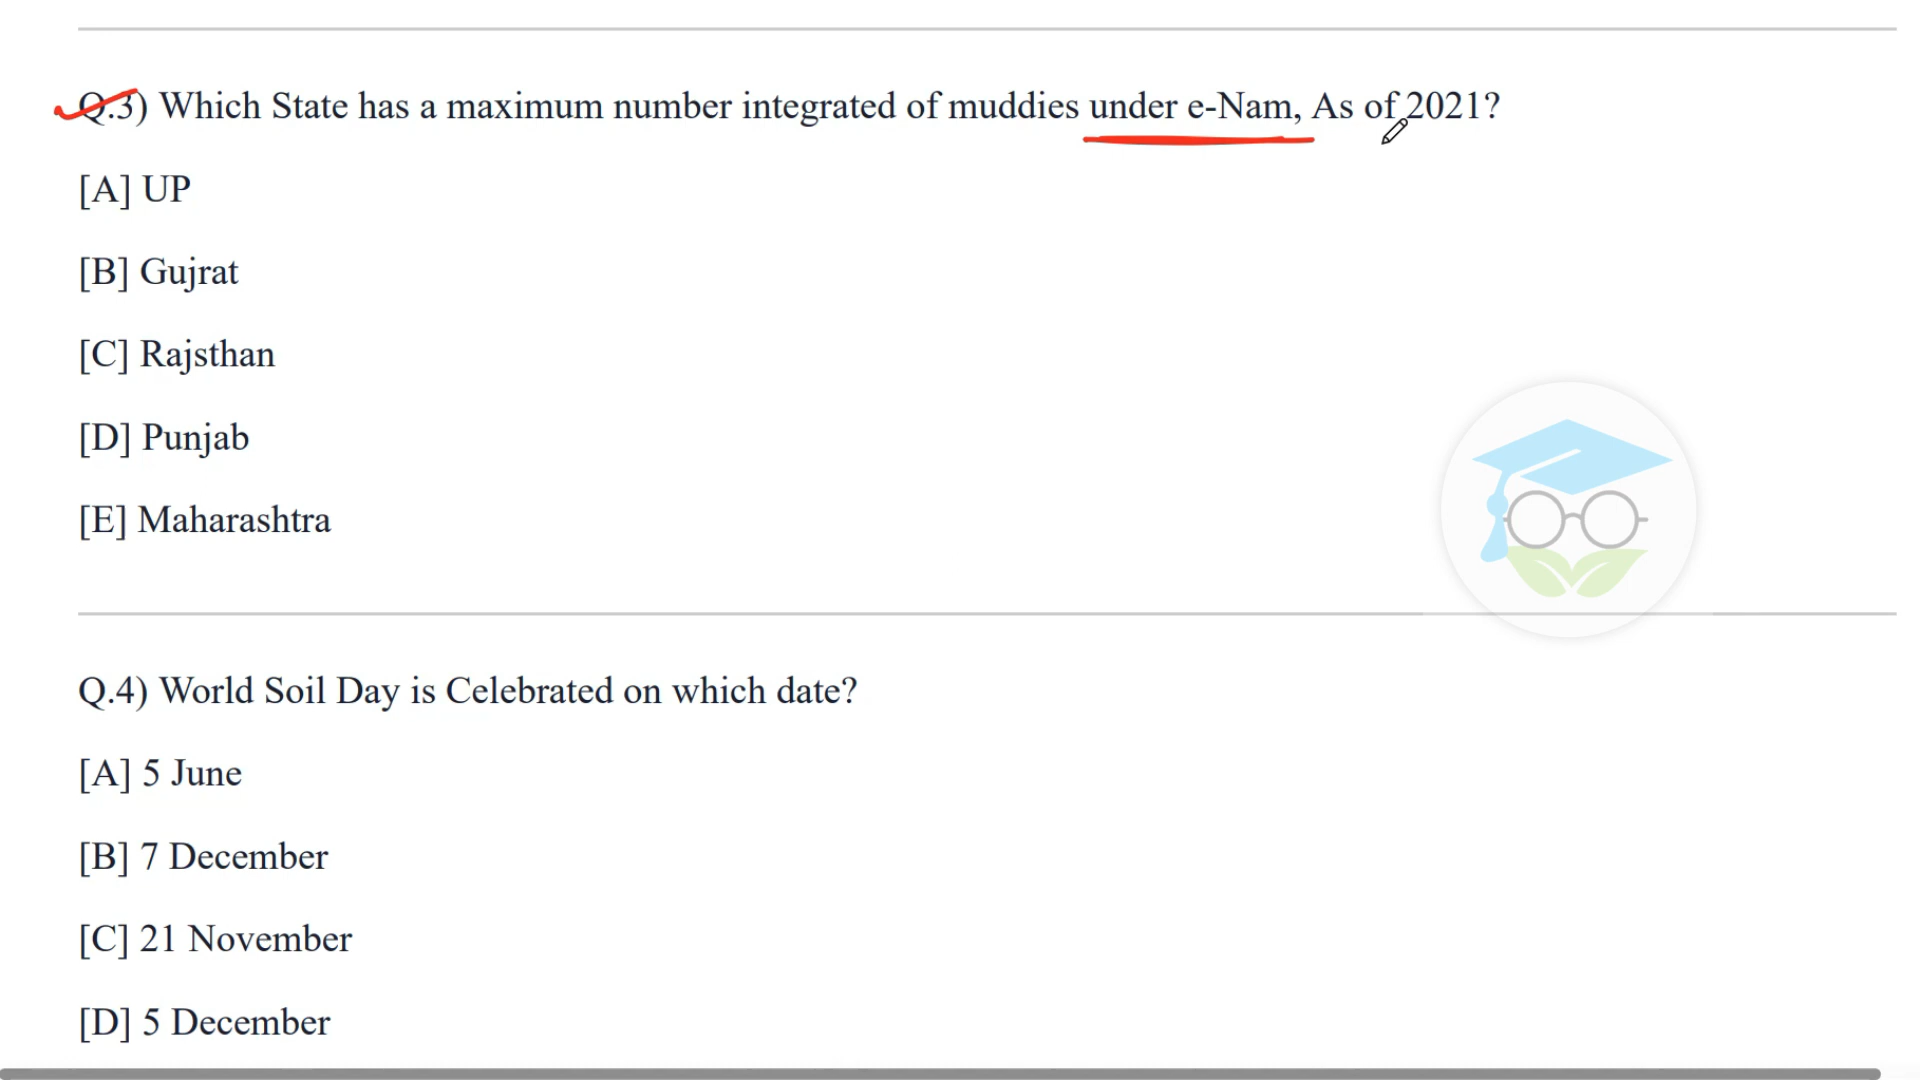 Q.3) Which State has a maximum number integrated of muddies under e-Nam, As of 2021?
[A] UP
[B] Gujrat
[C] Rajsthan
[D] Punjab
[E] Maharashtra
Q.4) World Soil Day is Celebrated on which date?
[A] 5 June
[B] 7 December
[C] 21 November
[D] 5 December